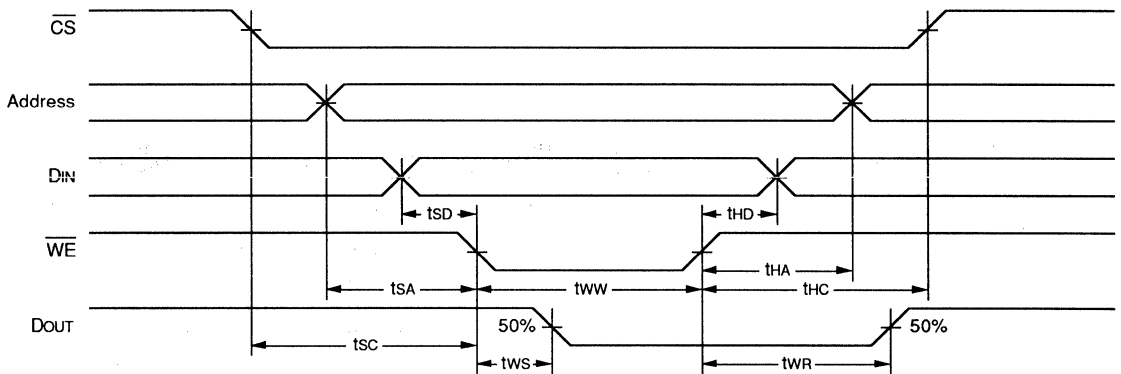 CS
Address
DIN
tSD
tHD
WE
tHA
tSA
tWW
tHC
DOUT
50%
50%
tSC
tWS
tWR